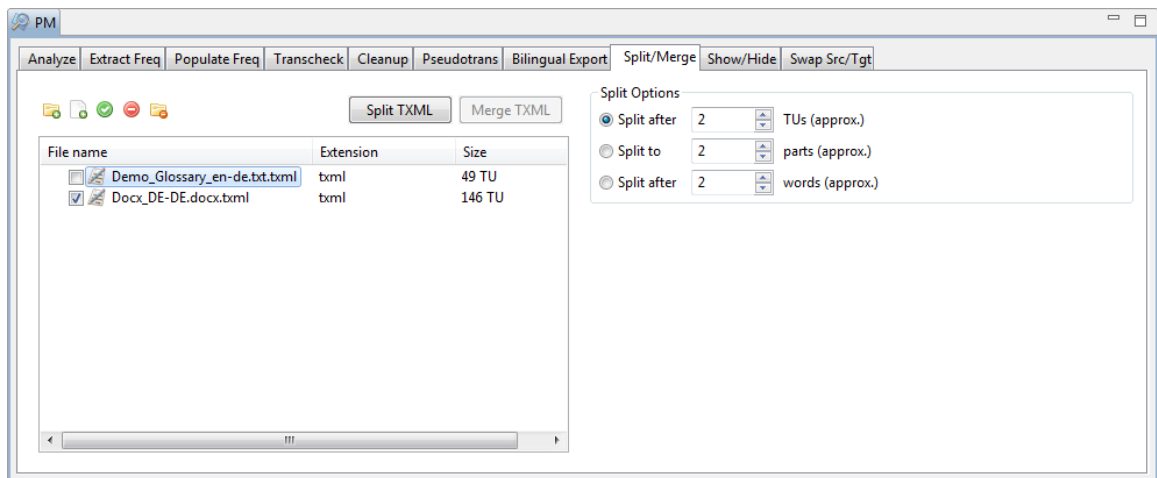 PM
Analyze Extract Freq Populate Freq Transcheck Cleanup Pseudotrans Bilingual Export Split/Merge Show/Hide Swap Src/Tgt
Split TXML Merge TXML
File name Extension Size
Demo_Glossary_en-de.txt.txml txml 49 TU
Docx_DE-DE.docx.txml txml 146 TU
Split Options
Split after 2 TUs (approx.)
Split to 2 parts (approx.)
Split after 2 words (approx.)